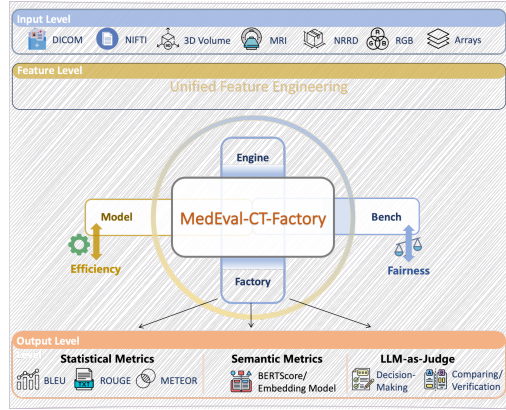 Input Level
DICOM NIFTI 3D Volume MRI NRRD R G B RGB Arrays
Feature Level
Unified Feature Engineering
Engine
Model MedEval-CT-Factory Bench
Efficiency Fairness
Factory
Output Level
Level
Statistical Metrics Semantic Metrics LLM-as-Judge
BLEU TXT ROUGE METEOR BERTScore/ Decision- Comparing/
Embedding Model Making Verification